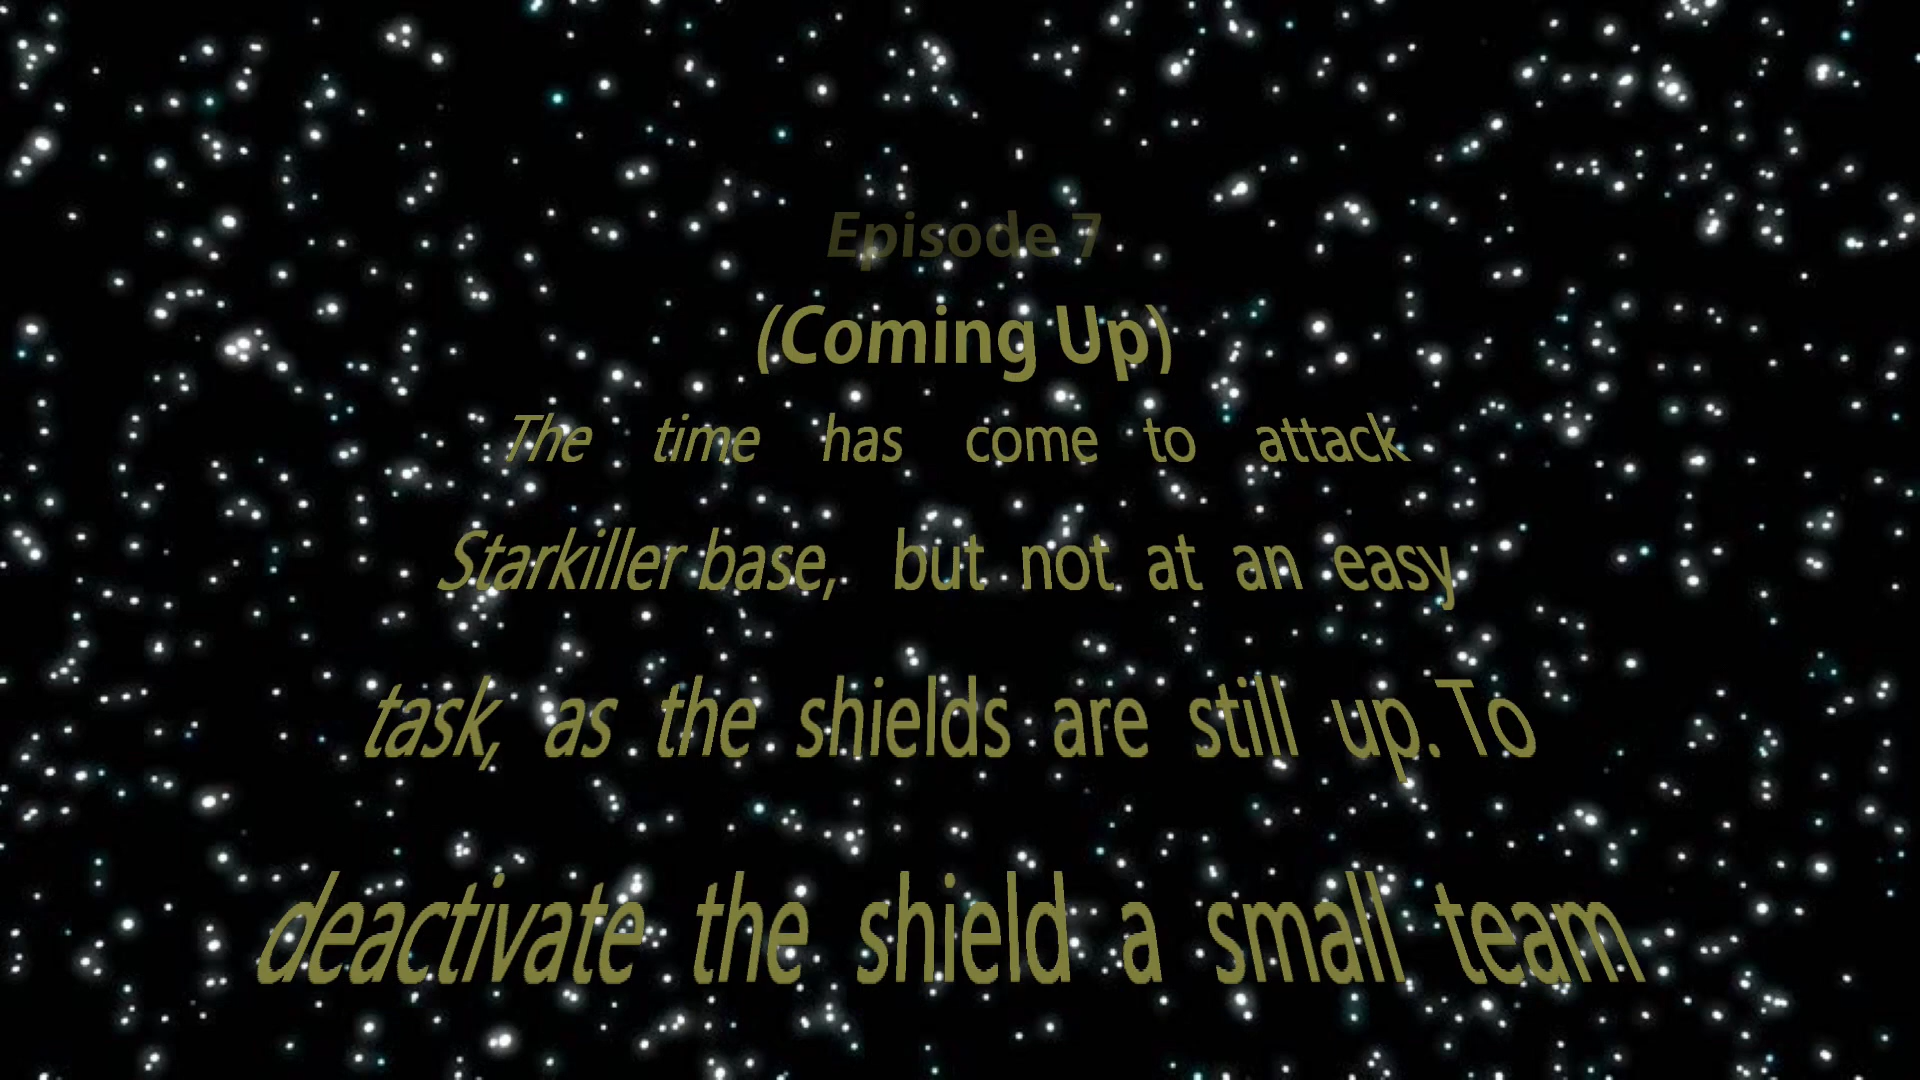 Episode 7
(Coming Up)
The time has come to attack
Starkiller base, but not at an easy
task, as the shields are still up. To
deactivate the shield a small team